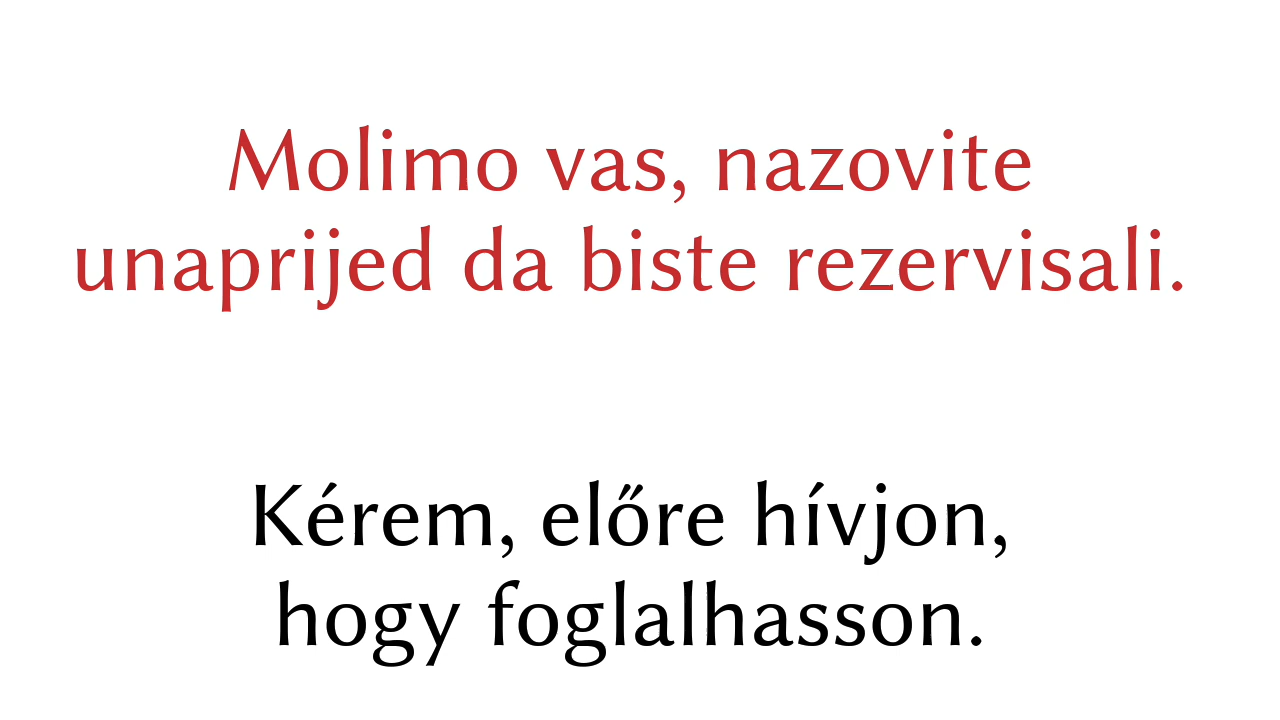 Molimo vas, nazovite
unaprijed da biste rezervisali.
Kérem, előre hívjon,
hogy foglalhasson.